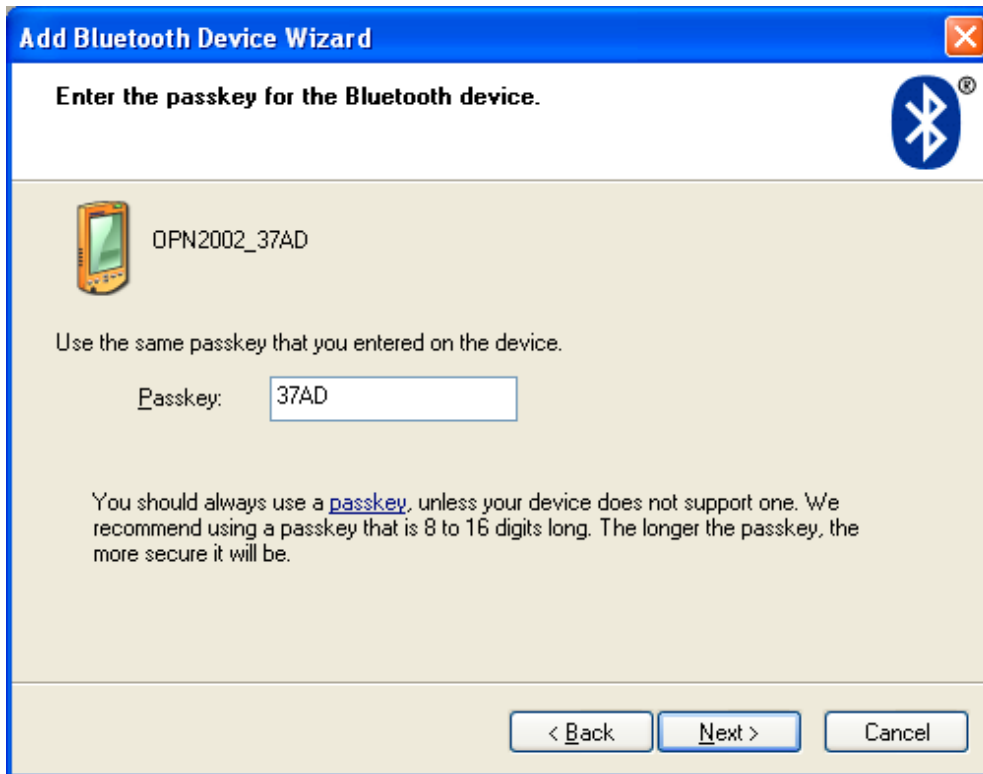 Add Bluetooth Device Wizard
Enter the passkey for the Bluetooth device.
®
OPN2002_37AD
Use the same passkey that you entered on the device.
Passkey: 37AD
You should always use a passkey, unless your device does not support one. We
recommend using a passkey that is 8 to 16 digits long. The longer the passkey, the
more secure it will be.
< Back Next > Cancel